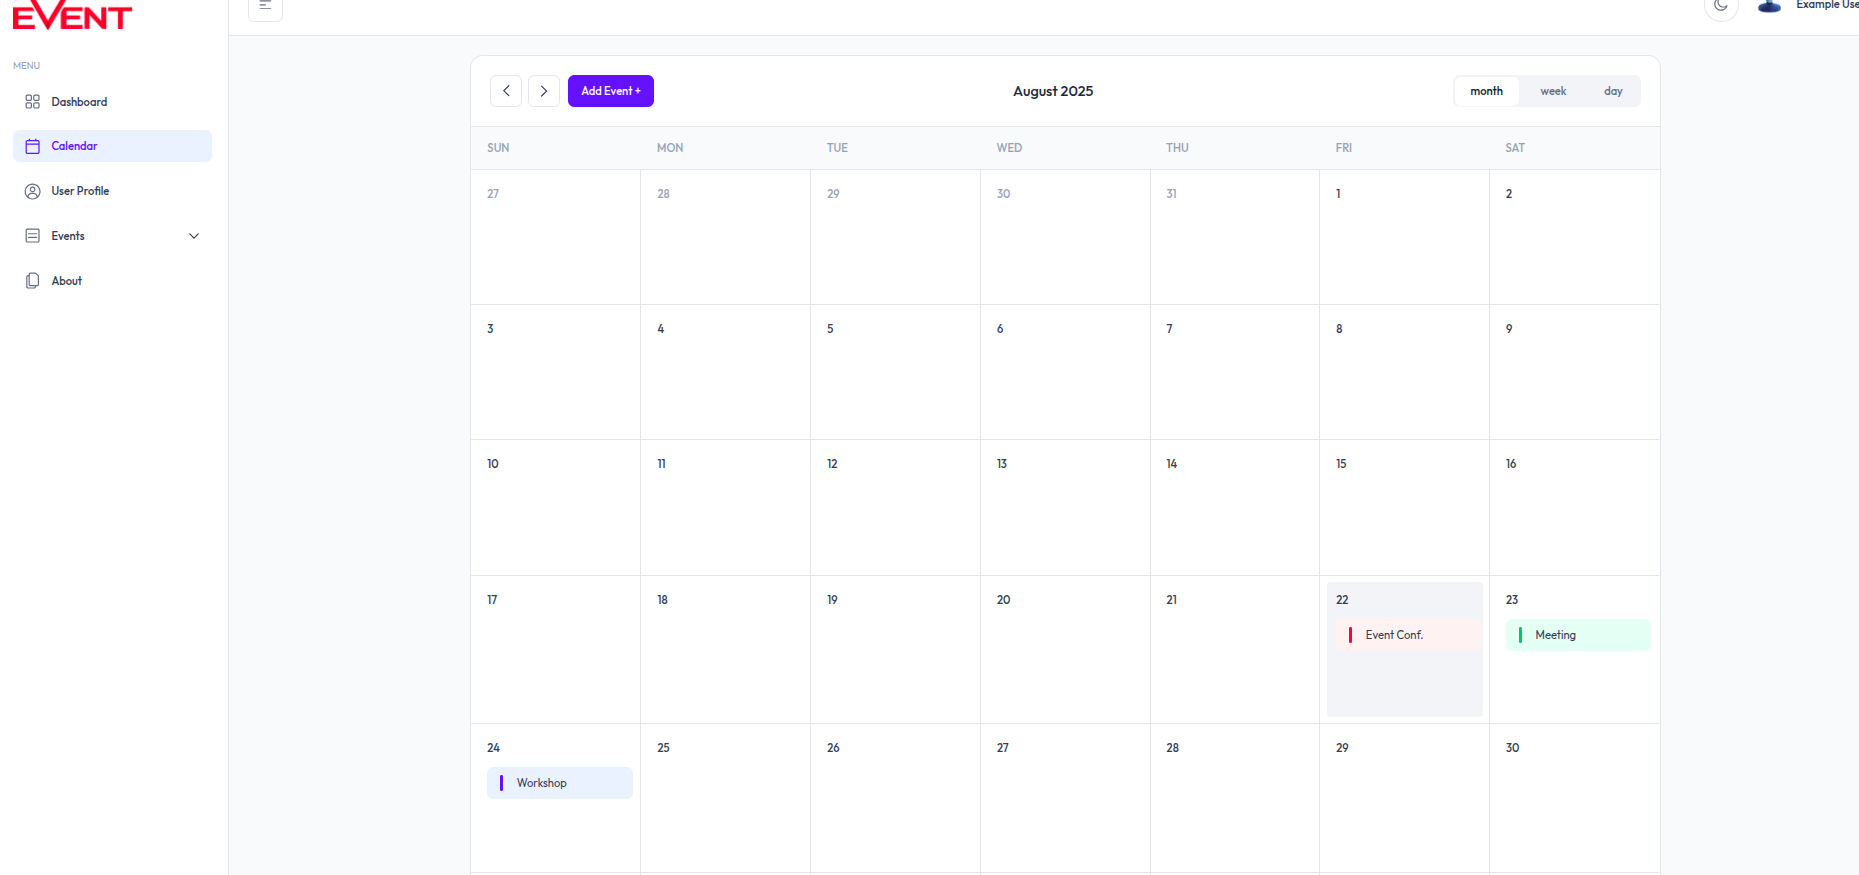 EVENT
Example Use
MENU
Dashboard
Calendar
User Profile
Events
About
Add Event +
August 2025
month week day
SUN MON TUE WED THU FRI SAT
27 28 29 30 31 1 2
3 4 5 6 7 8 9
10 11 12 13 14 15 16
17 18 19 20 21 22 23
Event Conf. Meeting
24 25 26 27 28 29 30
Workshop